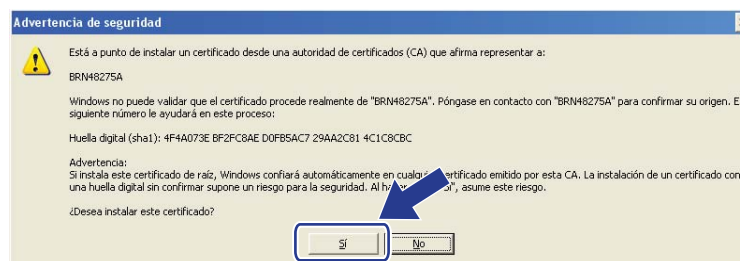 Advertencia de seguridad
Está a punto de instalar un certificado desde una autoridad de certificados (CA) que afirma representar a:
BRN48275A
Windows no puede validar que el certificado procede realmente de "BRN48275A". Póngase en contacto con "BRN48275A" para confirmar su origen. E
siguiente número le ayudará en este proceso:
Huella digital (sha1): 4F4A073E BF2FC8AE D0FB5AC7 29AA2C81 4C1C8CBC
Advertencia:
Si instala este certificado de raíz, Windows confiará automáticamente en cualquier certificado emitido por esta CA. La instalación de un certificado con
una huella digital sin confirmar supone un riesgo para la seguridad. Al "Sí", asume este riesgo.
¿Desea instalar este certificado?
Sí No